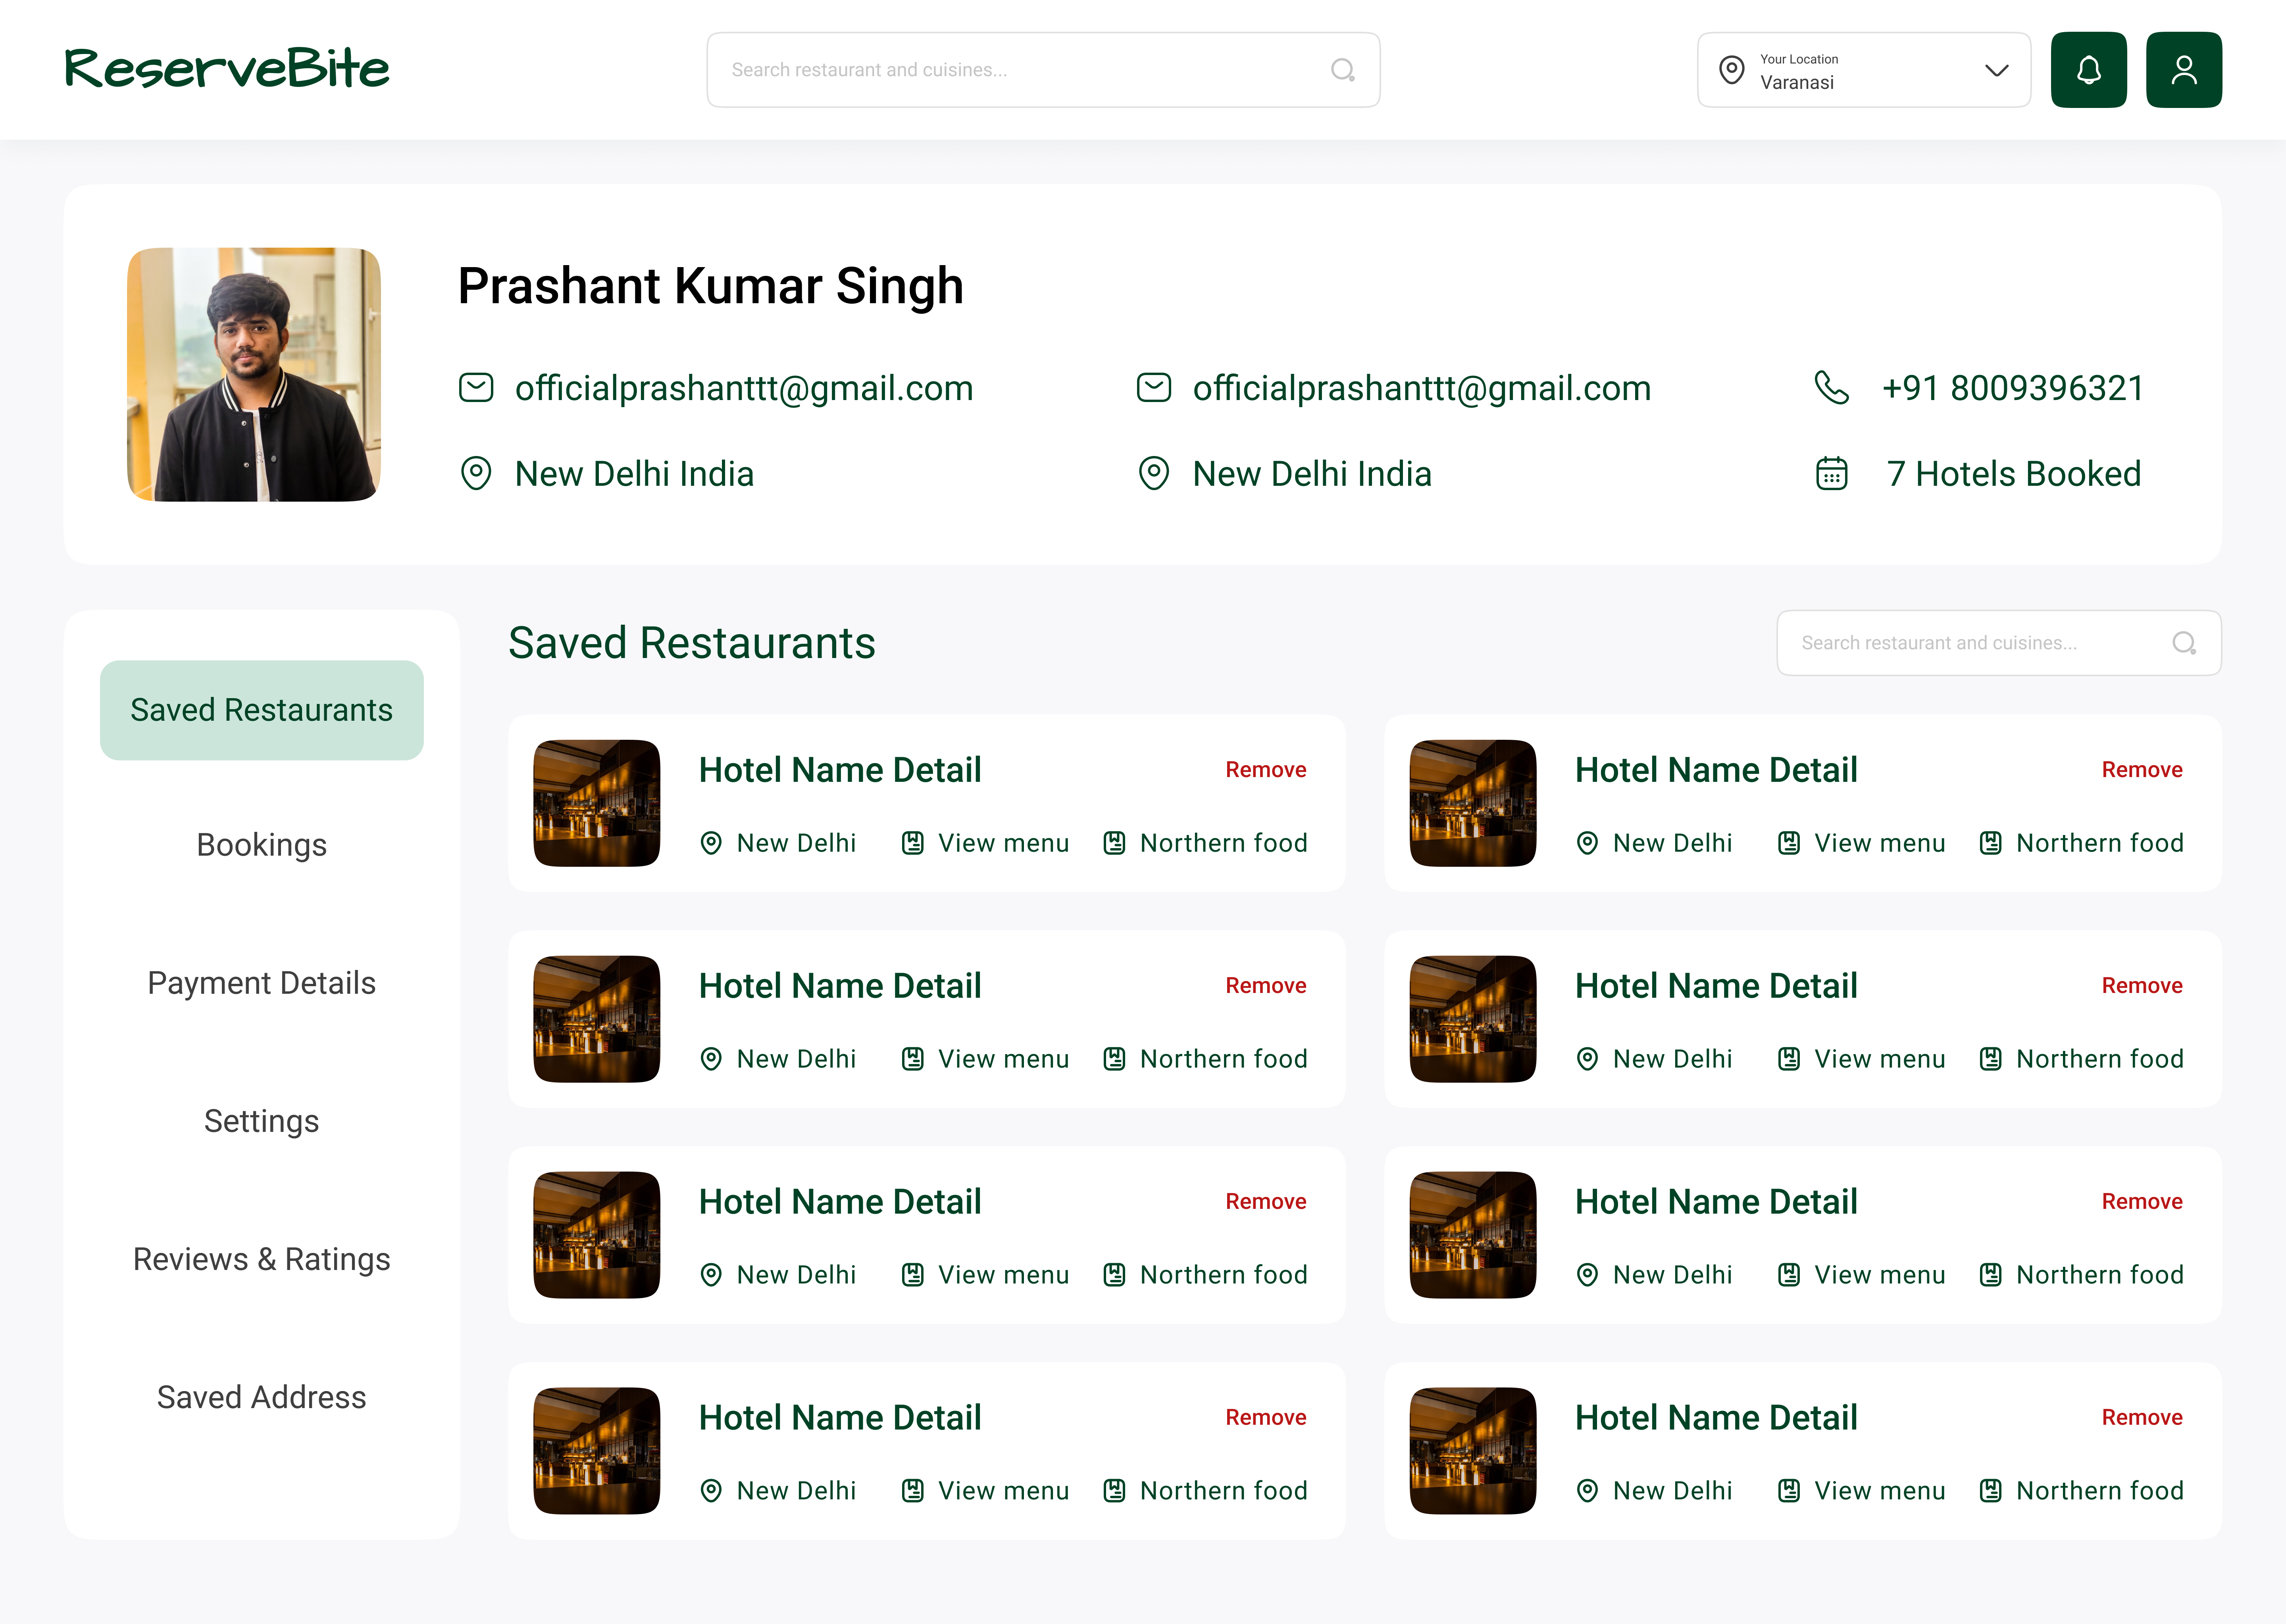 ReserveBite
Search restaurant and cuisines...
Your Location
Varanasi
Prashant Kumar Singh
officialprashanttt@gmail.com
officialprashanttt@gmail.com
+91 8009396321
New Delhi India
New Delhi India
7 Hotels Booked
Saved Restaurants
Bookings
Payment Details
Settings
Reviews & Ratings
Saved Address
Saved Restaurants
Search restaurant and cuisines...
Hotel Name Detail
Remove
New Delhi
View menu
Northern food
Hotel Name Detail
Remove
New Delhi
View menu
Northern food
Hotel Name Detail
Remove
New Delhi
View menu
Northern food
Hotel Name Detail
Remove
New Delhi
View menu
Northern food
Hotel Name Detail
Remove
New Delhi
View menu
Northern food
Hotel Name Detail
Remove
New Delhi
View menu
Northern food
Hotel Name Detail
Remove
New Delhi
View menu
Northern food
Hotel Name Detail
Remove
New Delhi
View menu
Northern food